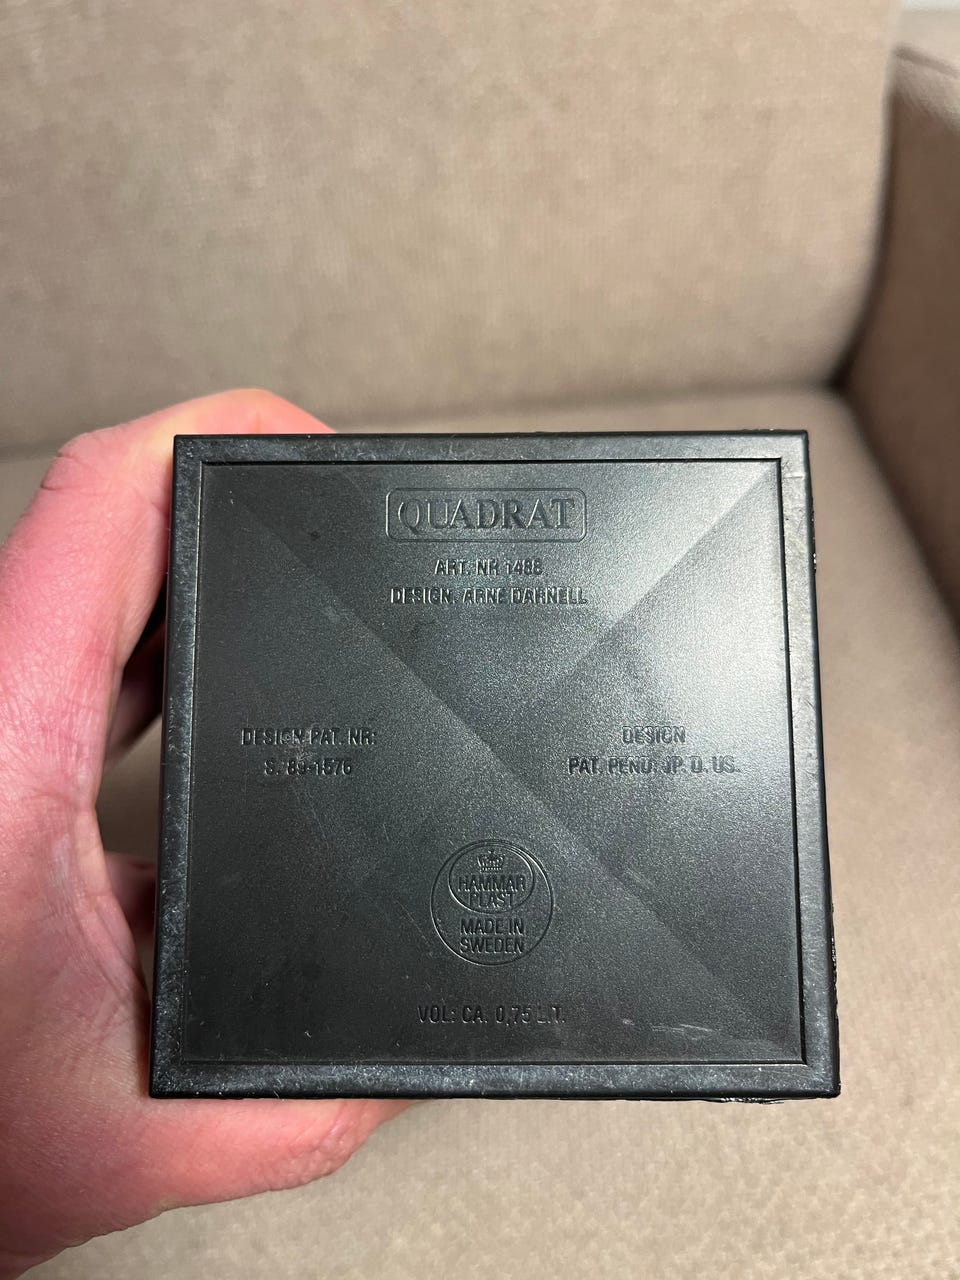 QUADRAT
ART. NR 1488
DESIGN. ARNE DARNELL
DESIGN PAT. NR:
S. 89-1576
DESIGN
PAT. PEND: JP. D. US.
HAMMAR
PLAST
MADE IN
SWEDEN
VOL: CA. 0,75 LIT.